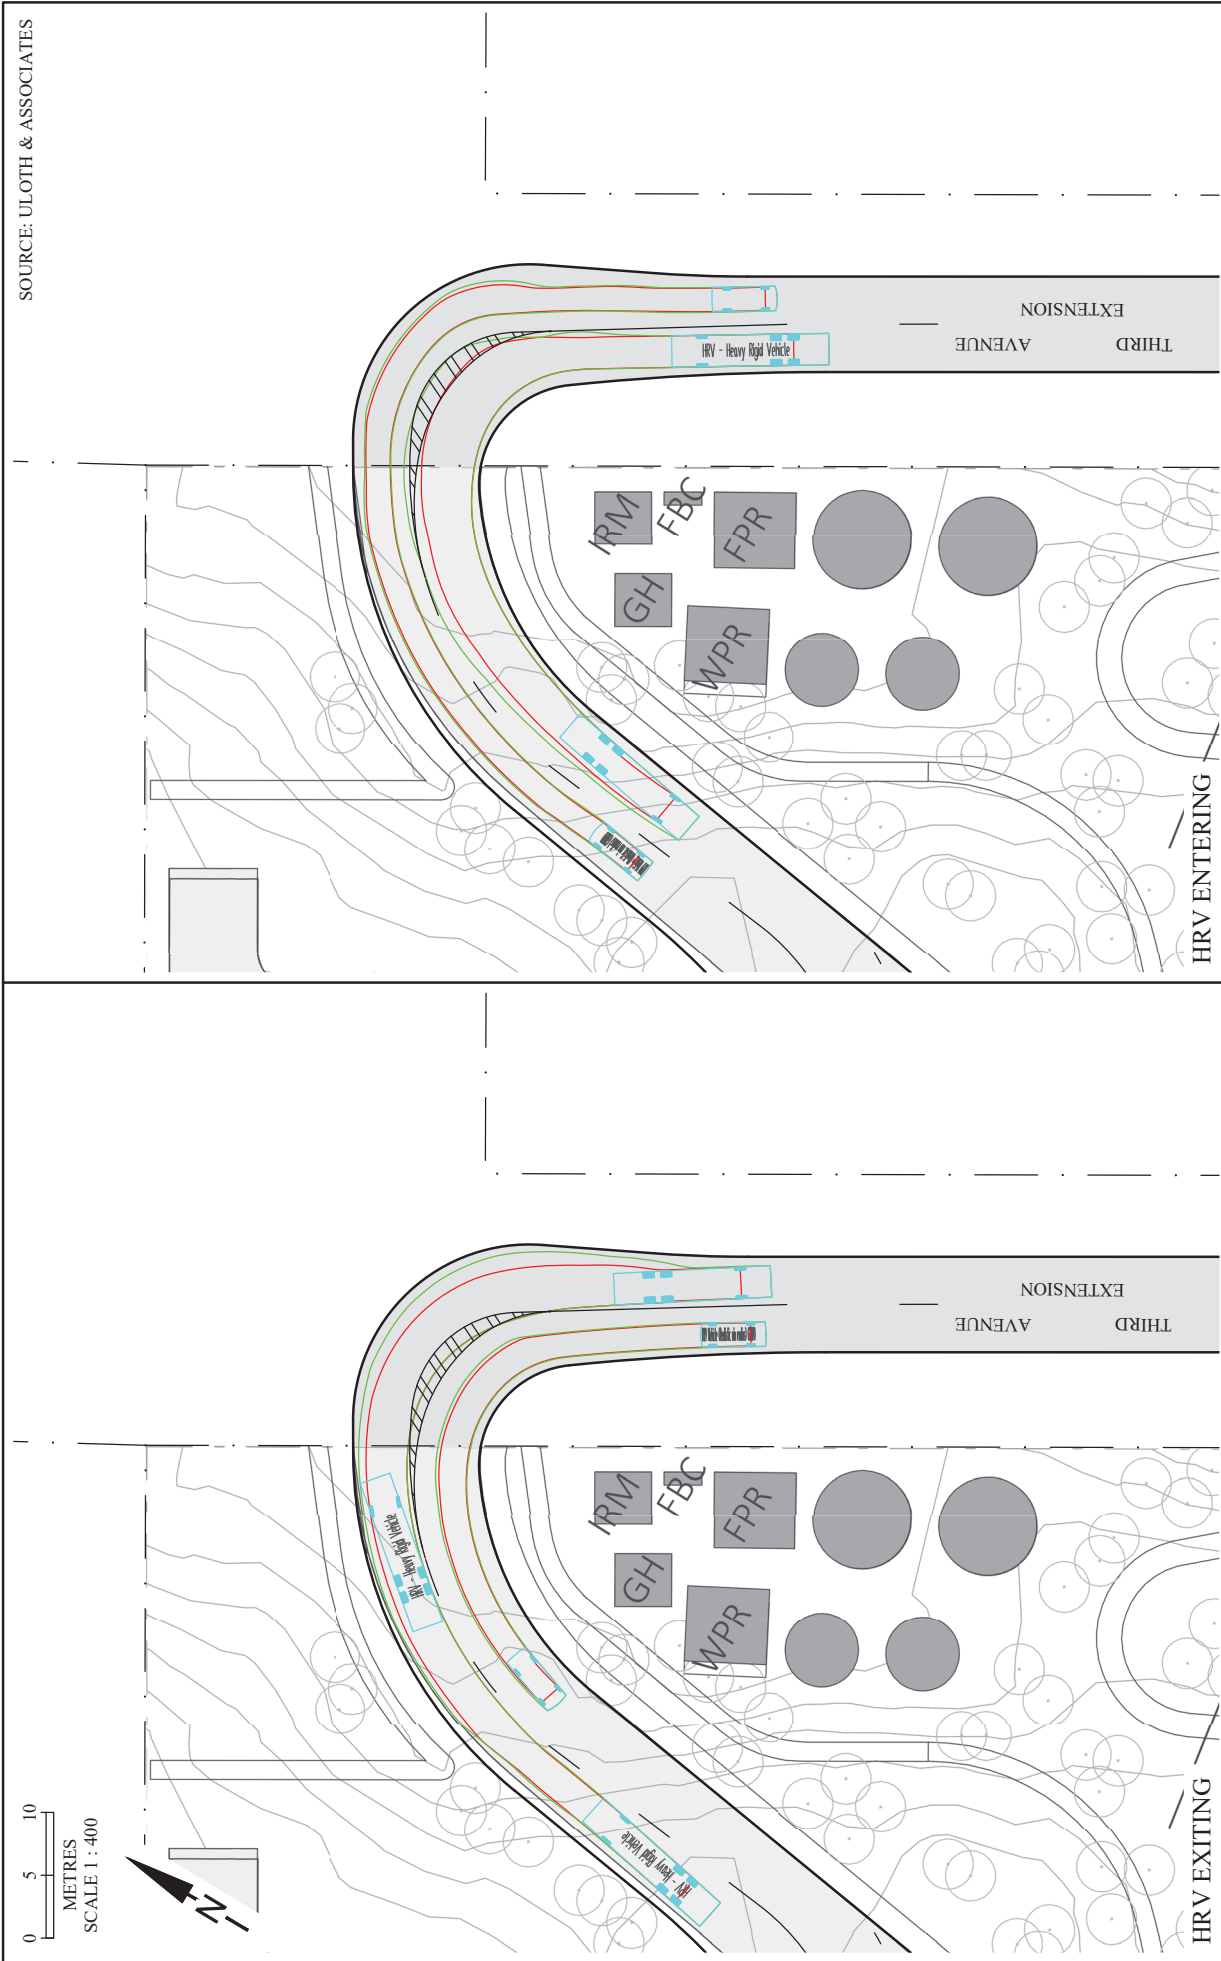 SOURCE: ULOTH & ASSOCIATES
HRV - Heavy Rigid Vehicle
EXTENSION
AVENUE
THIRD
IRM
FBC
FPR
GH
WPR
HRV ENTERING
EXTENSION
AVENUE
THIRD
HRV - Heavy Rigid Vehicle
IRM
FBC
FPR
GH
WPR
HRV - Heavy Rigid Vehicle
HRV EXITING
0 5 10
METRES
SCALE 1 : 400
N